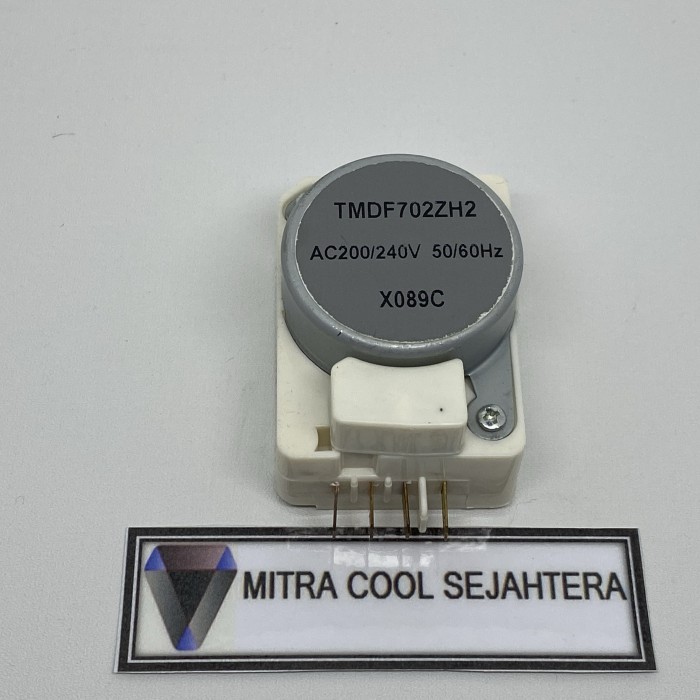 TMDF702ZH2
AC200/240V 50/60Hz
X089C
MITRA COOL SEJAHTERA